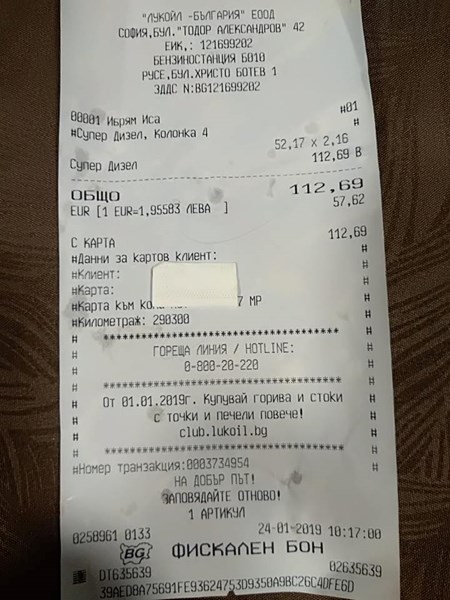 "ЛУКОЙЛ -БЪЛГАРИЯ" ЕООД
СОФИЯ,БУЛ."ТОДОР АЛЕКСАНДРОВ" 42
ЕИК,: 121699202
БЕНЗИНОСТАНЦИЯ Б010
РУСЕ,БУЛ.ХРИСТО БОТЕВ 1
ЗДДС №:BG121699202
00001 Ибрям Иса #01
#Супер Дизел, Колонка 4 #
52,17 x 2,16
Супер Дизел 112,69 В
ОБЩО 112,69
EUR [1 EUR=1,95583 ЛЕВА ] 57,62
С КАРТА 112,69
#Данни за картов клиент: #
#Клиент: #
#Карта: #
#Карта към 7 МР #
#Километраж: 290300 #
# ************************************ #
# ГОРЕЩА ЛИНИЯ / HOTLINE: #
# 0-800-20-220 #
# ************************************ #
# От 01.01.2019г. Купувай горива и стоки #
# с точки и печели повече! #
# club.lukoil.bg #
# ************************************ #
#Номер транзакция:0003734954 #
НА ДОБЪР ПЪТ!
ЗАПОВЯДАЙТЕ ОТНОВО!
1 АРТИКУЛ
0258961 0133 24-01-2019 10:17:00
BG ФИСКАЛЕН БОН
DT635639 02635639
39AED8A75691FE93624753D9350A9BC26C4DFE6D